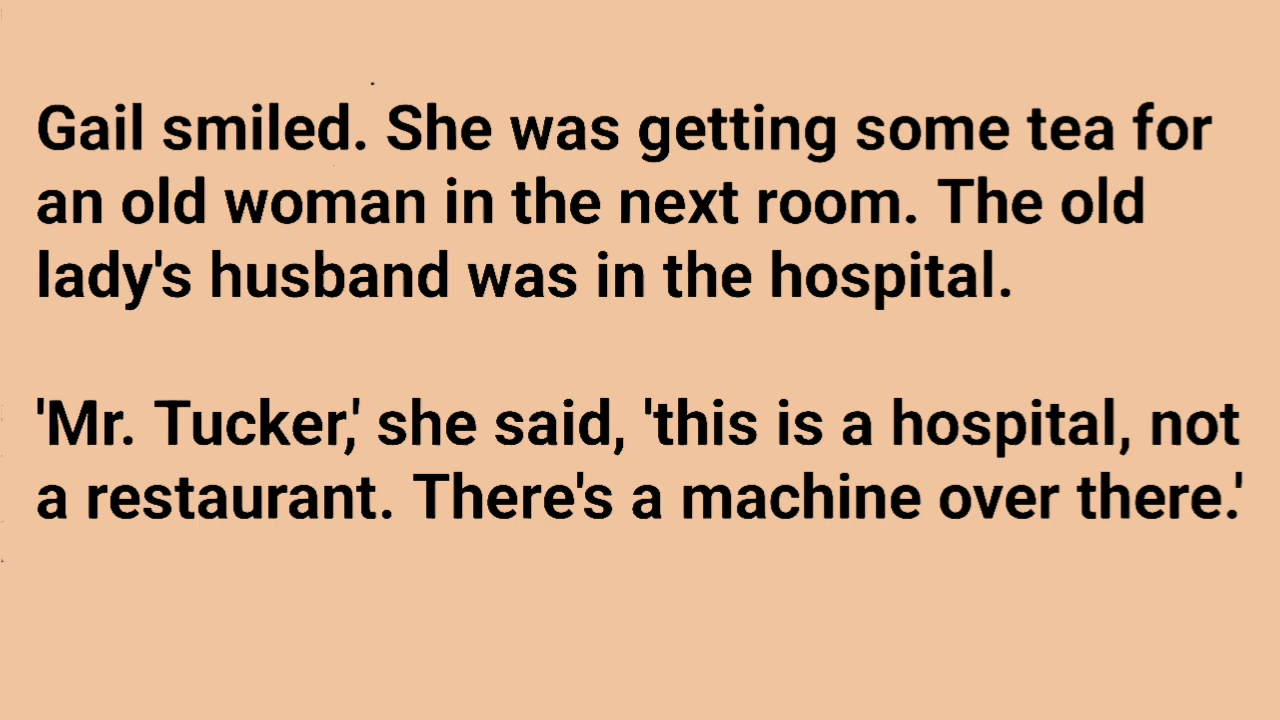 Gail smiled. She was getting some tea for
an old woman in the next room. The old
lady's husband was in the hospital.
'Mr. Tucker,' she said, 'this is a hospital, not
a restaurant. There's a machine over there.'